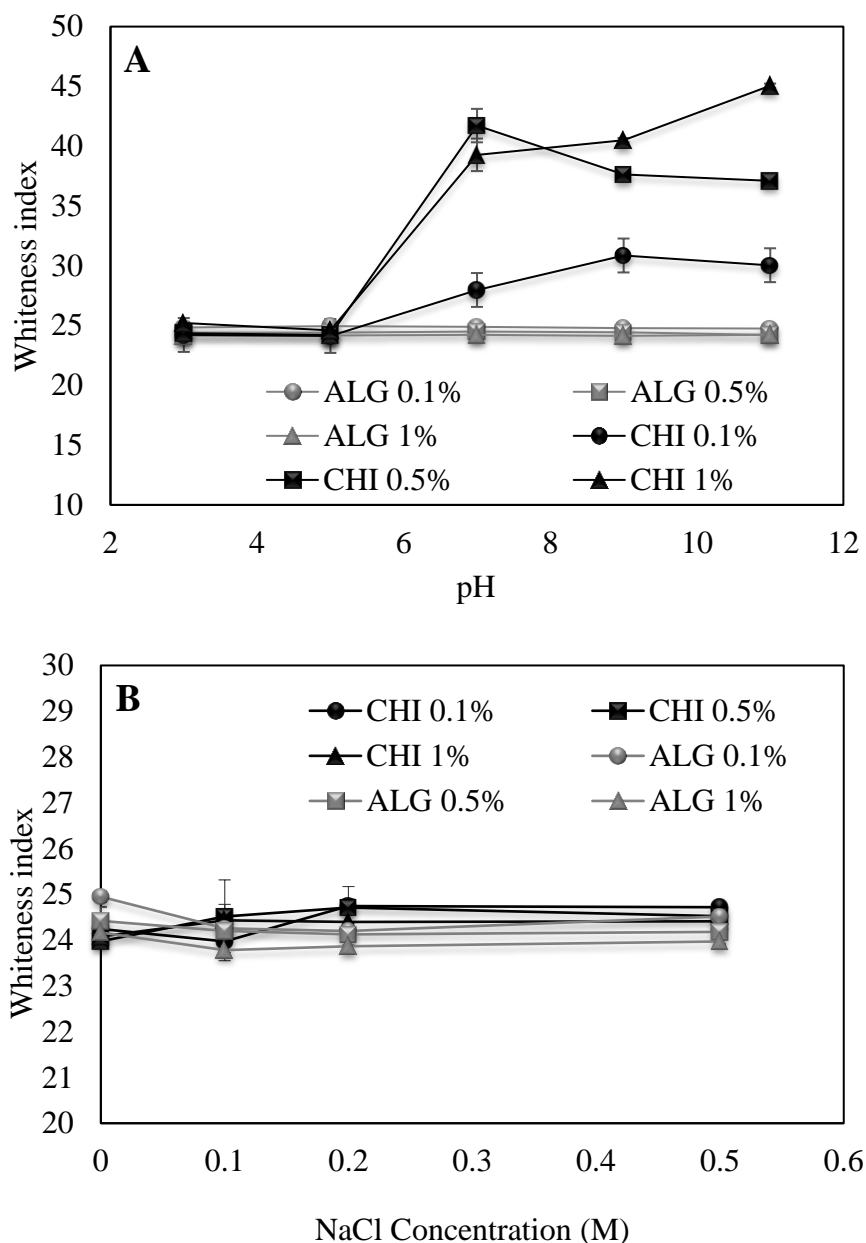 50
A
45
40
35
30
25
20
15
10
Whiteness index
ALG 0.1% ALG 0.5%
ALG 1% CHI 0.1%
CHI 0.5% CHI 1%
2 4 6 8 10 12
pH
30
B
29
28
27
26
25
24
23
22
21
20
Whiteness index
CHI 0.1% CHI 0.5%
CHI 1% ALG 0.1%
ALG 0.5% ALG 1%
0 0.1 0.2 0.3 0.4 0.5 0.6
NaCl Concentration (M)